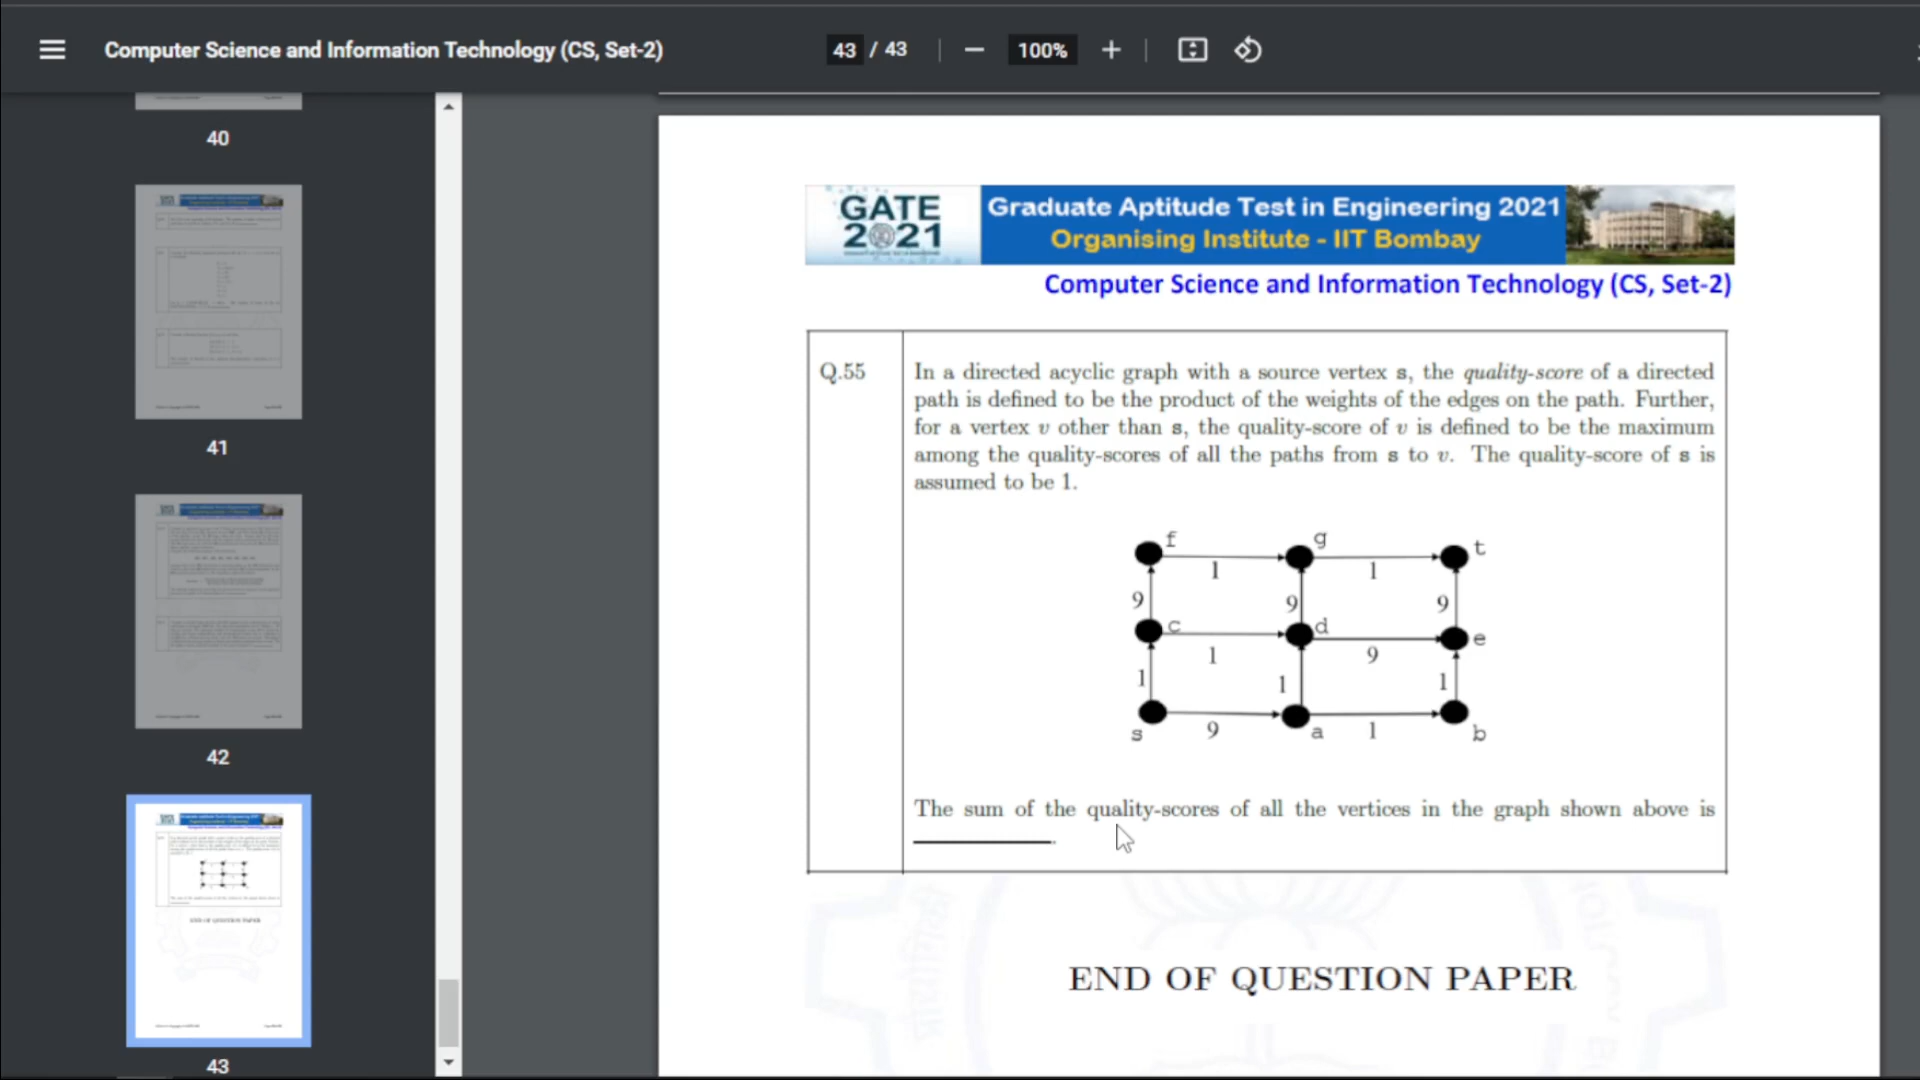 Computer Science and Information Technology (CS, Set-2)
43 / 43
100%
40
41
42
43
GATE
2021
Graduate Aptitude Test in Engineering 2021
Organising Institute - IIT Bombay
Computer Science and Information Technology (CS, Set-2)
Q.55
In a directed acyclic graph with a source vertex s, the quality-score of a directed
path is defined to be the product of the weights of the edges on the path. Further,
for a vertex v other than s, the quality-score of v is defined to be the maximum
among the quality-scores of all the paths from s to v. The quality-score of s is
assumed to be 1.
f g t
1 1
9 9 9
c d e
1 9
1 1 1
s 9 a 1 b
The sum of the quality-scores of all the vertices in the graph shown above is
END OF QUESTION PAPER